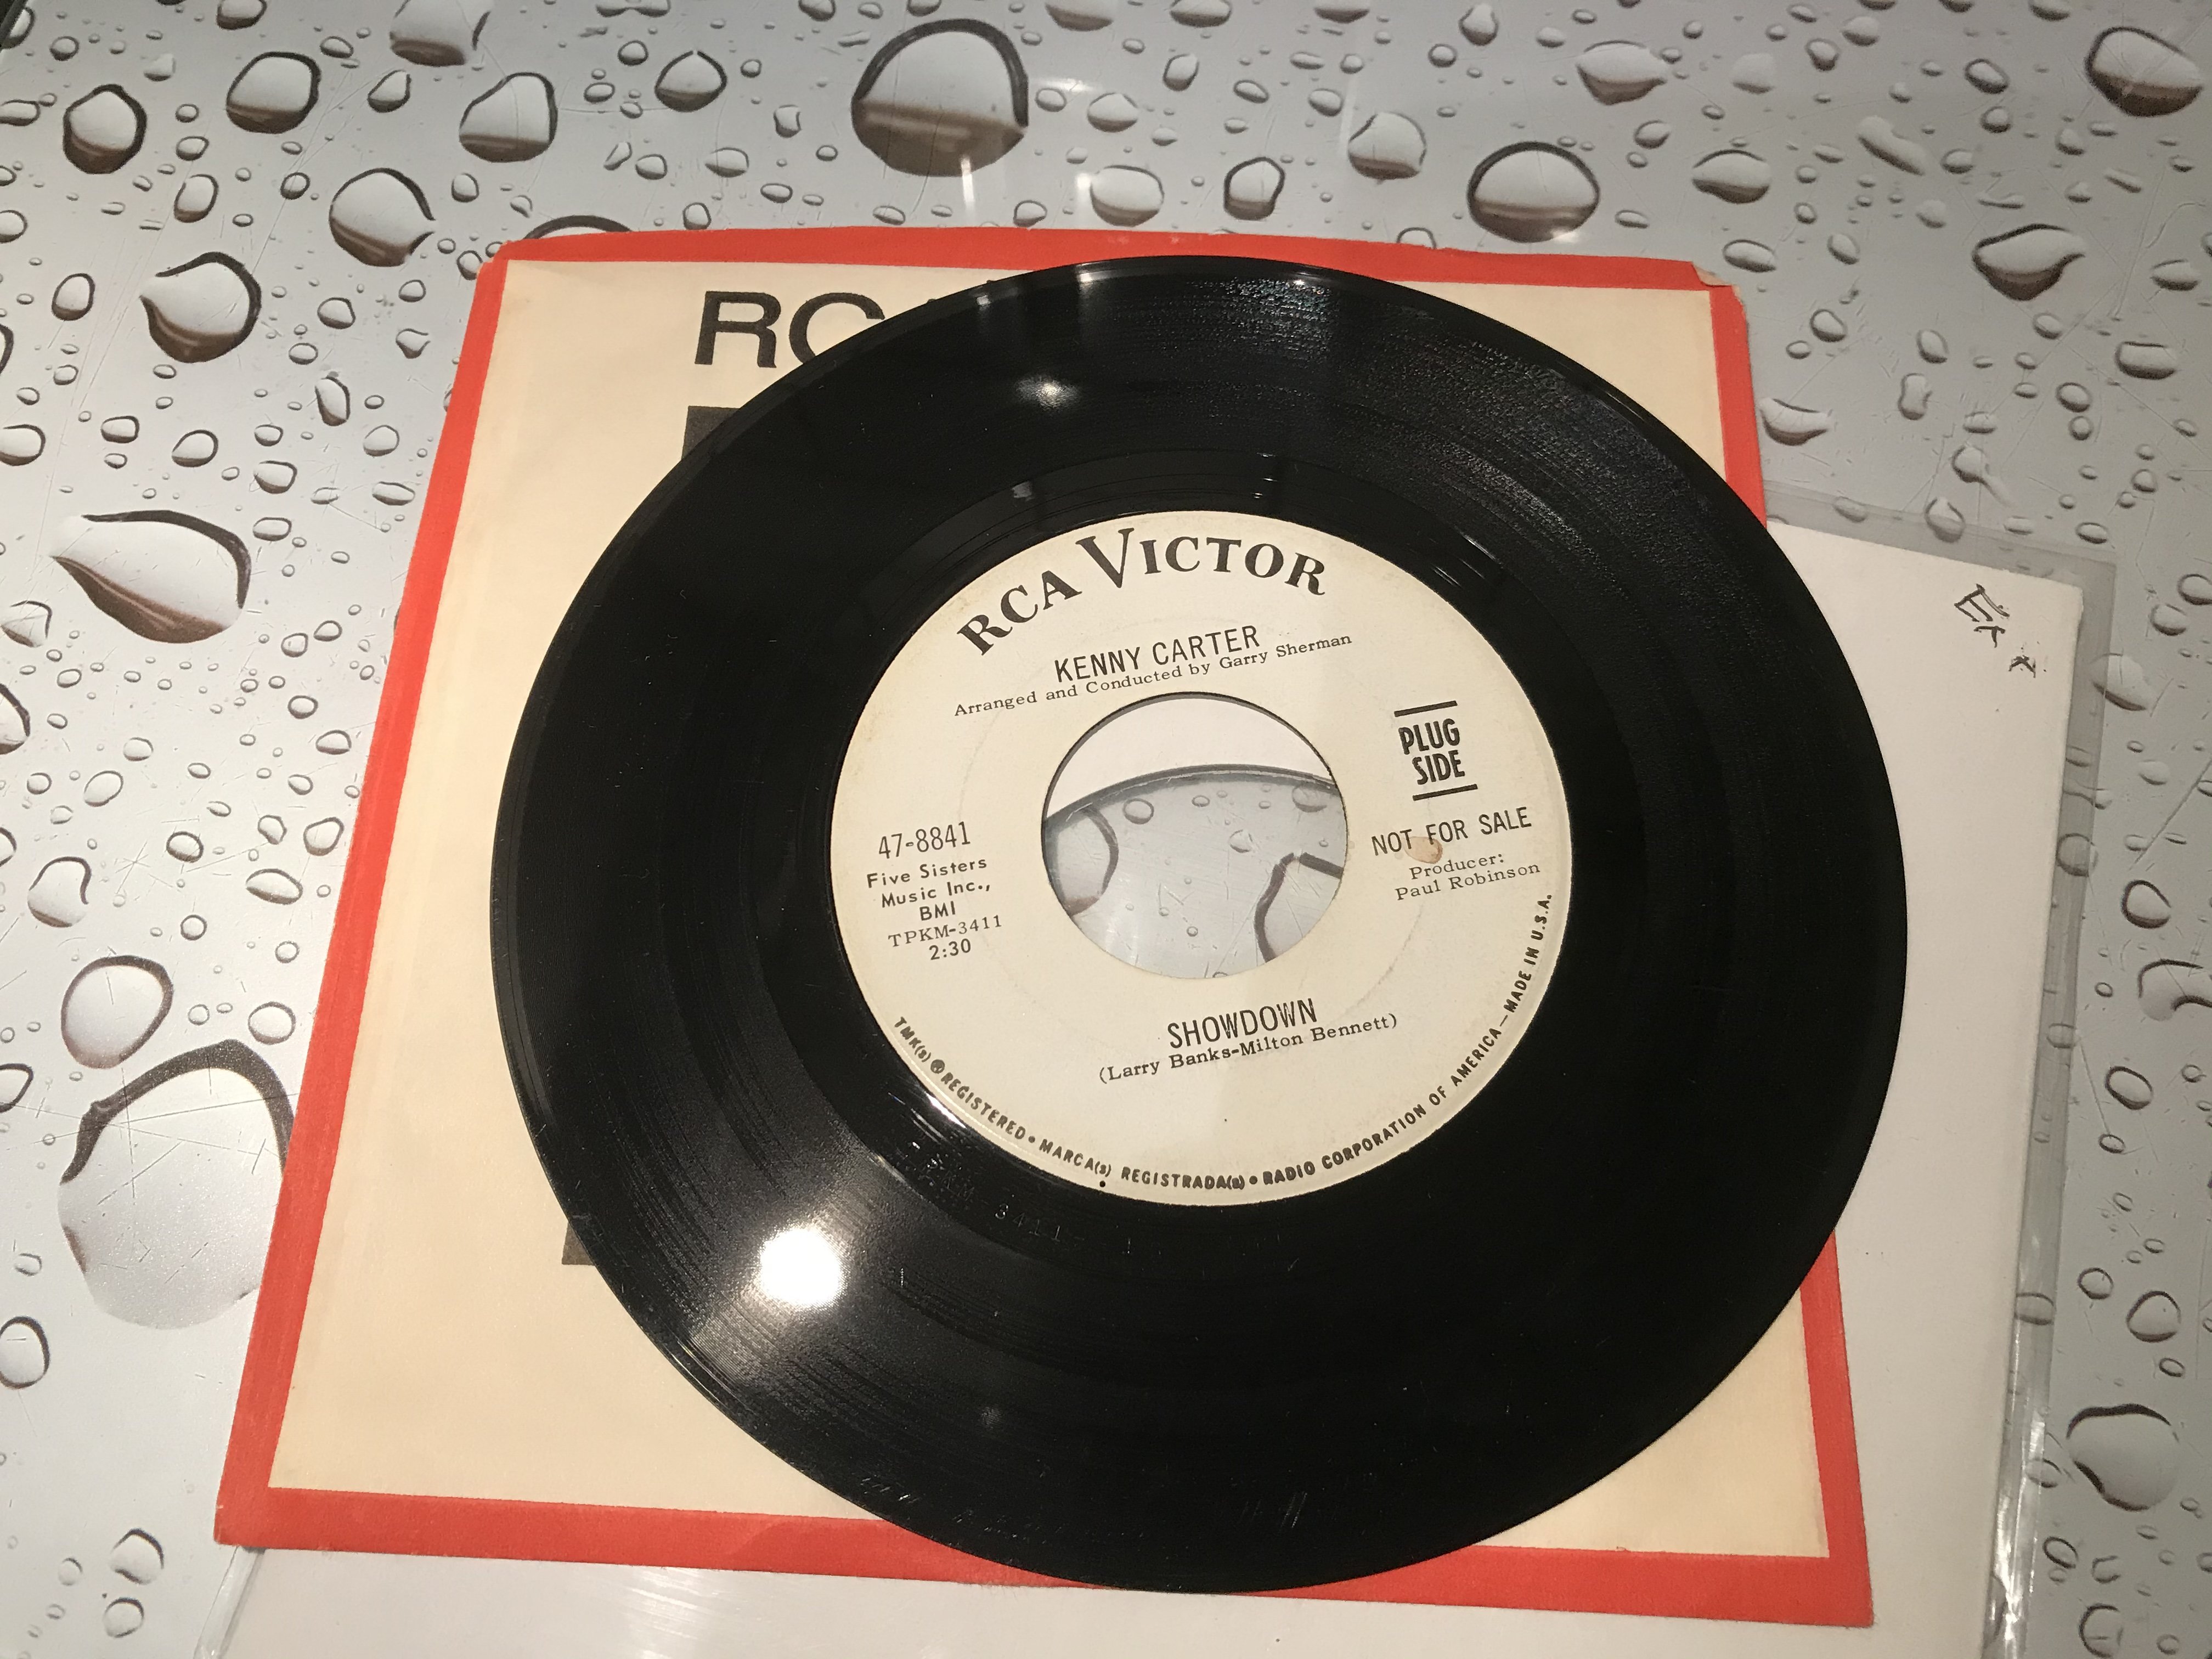 RC
RCA VICTOR
KENNY CARTER
Arranged and Conducted by Garry Sherman
PLUG
SIDE
47-8841
Five Sisters
Music Inc.,
BMI
TPKM-3411
2:30
NOT FOR SALE
Producer:
Paul Robinson
SHOWDOWN
(Larry Banks-Milton Bennett)
TMK(s) ® REGISTERED • MARCA(s) REGISTRADA(s) • RADIO CORPORATION OF AMERICA—MADE IN U.S.A.
3411